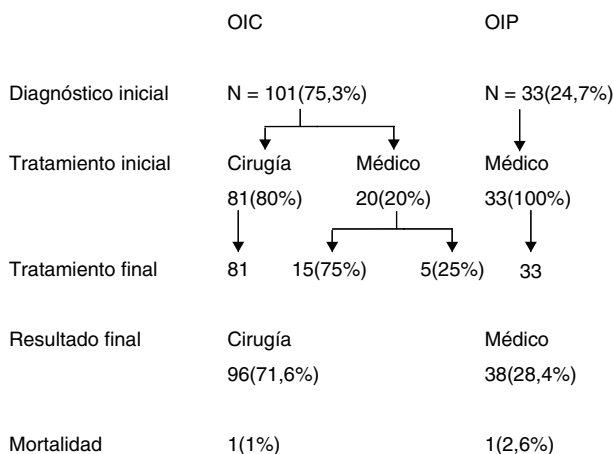 OIC OIP
Diagnóstico inicial N = 101(75,3%) N = 33(24,7%)
Tratamiento inicial Cirugía Médico Médico
81(80%) 20(20%) 33(100%)
Tratamiento final 81 15(75%) 5(25%) 33
Resultado final Cirugía Médico
96(71,6%) 38(28,4%)
Mortalidad 1(1%) 1(2,6%)